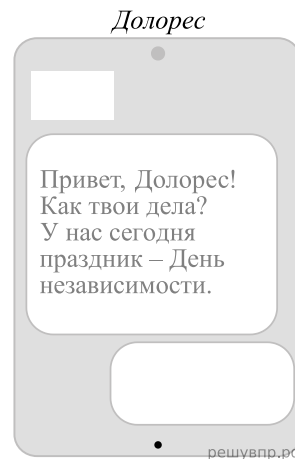 Долорес
Привет, Долорес!
Как твои дела?
У нас сегодня
праздник – День
независимости.
решувпр.рф